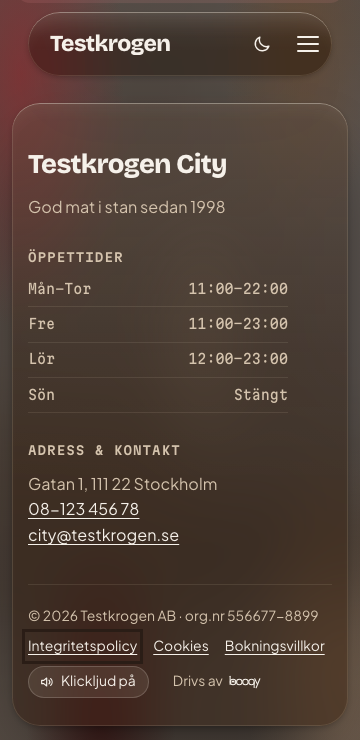 Testkrogen
Testkrogen City
God mat i stan sedan 1998
ÖPPETTIDER
Mån–Tor 11:00–22:00
Fre 11:00–23:00
Lör 12:00–23:00
Sön Stängt
ADRESS & KONTAKT
Gatan 1, 111 22 Stockholm
08-123 456 78
city@testkrogen.se
© 2026 Testkrogen AB · org.nr 556677-8899
Integritetspolicy Cookies Bokningsvillkor
Klickljud på Drivs av booqy